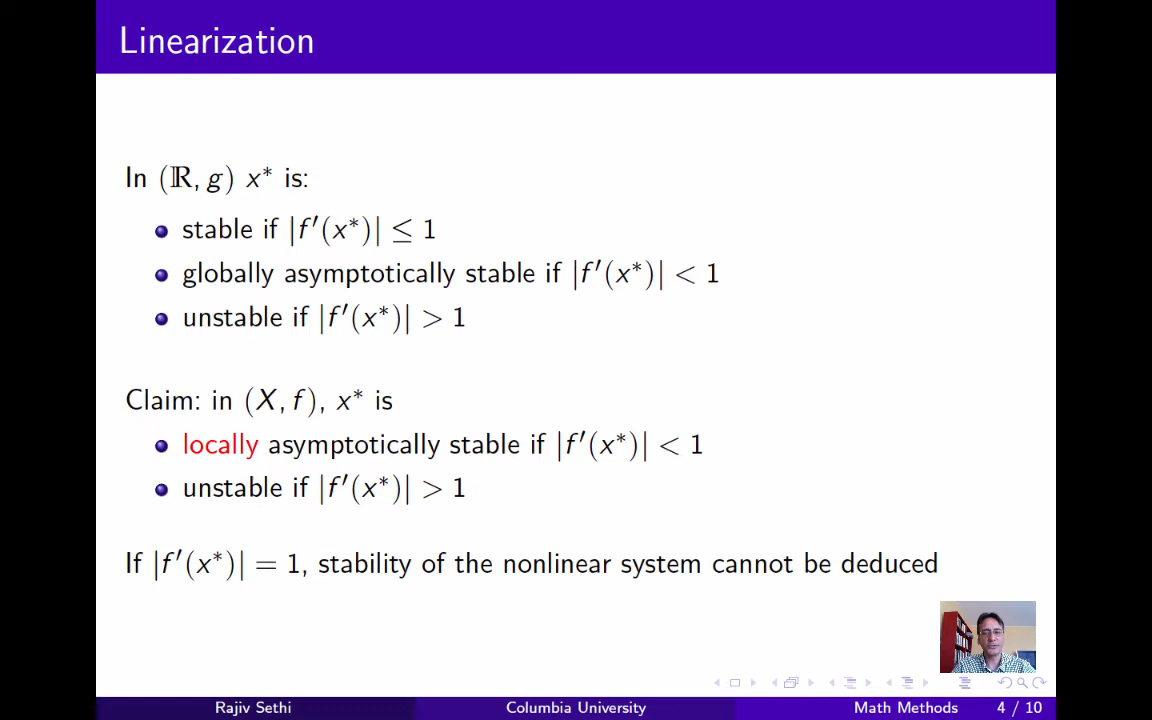 Linearization
In (ℝ, g) x* is:
stable if |f′(x*)| ≤ 1
globally asymptotically stable if |f′(x*)| < 1
unstable if |f′(x*)| > 1
Claim: in (X, f), x* is
locally asymptotically stable if |f′(x*)| < 1
unstable if |f′(x*)| > 1
If |f′(x*)| = 1, stability of the nonlinear system cannot be deduced
Rajiv Sethi Columbia University Math Methods 4 / 10